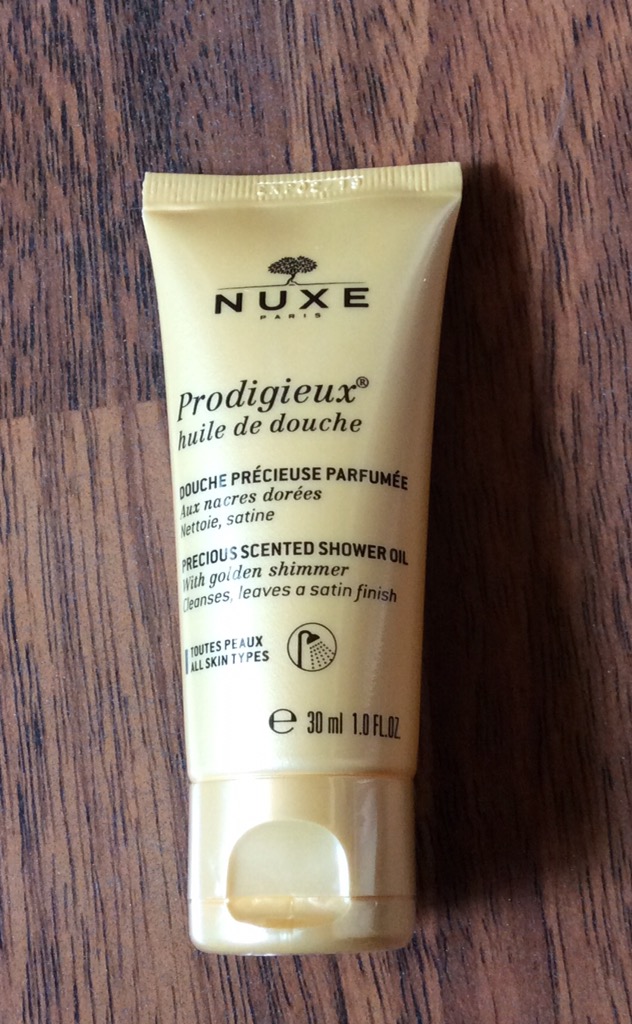 NUXE
PARIS
Prodigieux®
huile de douche
DOUCHE PRÉCIEUSE PARFUMÉE
Aux nacres dorées
Nettoie, satine
PRECIOUS SCENTED SHOWER OIL
With golden shimmer
Cleanses, leaves a satin finish
TOUTES PEAUX
ALL SKIN TYPES
℮ 30 ml 1.0 FL.OZ.